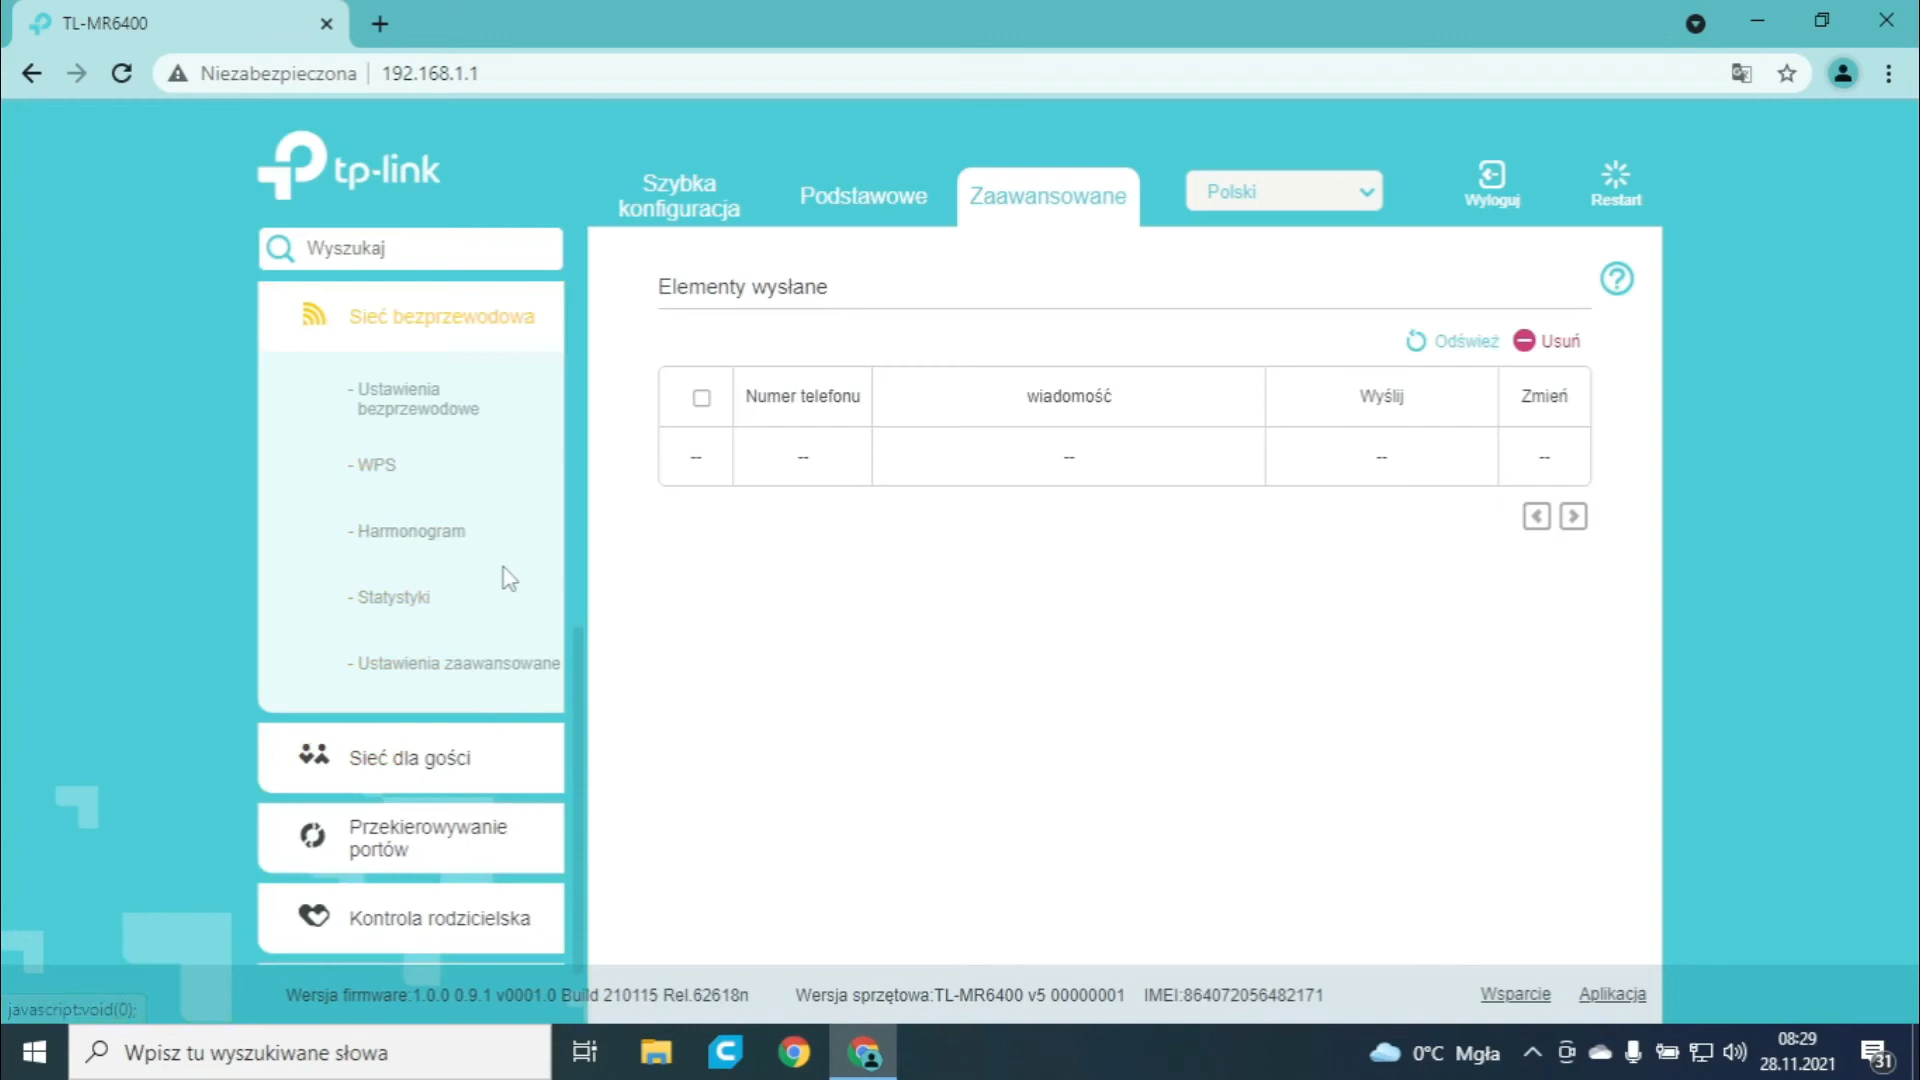 TL-MR6400
Niezabezpieczona
192.168.1.1
tp-link
Szybka
konfiguracja
Podstawowe
Zaawansowane
Polski
Wyloguj
Restart
Wyszukaj
Sieć bezprzewodowa
- Ustawienia
bezprzewodowe
- WPS
- Harmonogram
- Statystyki
- Ustawienia zaawansowane
Sieć dla gości
Przekierowywanie
portów
Kontrola rodzicielska
Elementy wysłane
Odśwież
Usuń
Numer telefonu
wiadomość
Wyślij
Zmień
--
--
--
--
--
Wersja firmware:1.0.0 0.9.1 v0001.0 Build 210115 Rel.62618n
Wersja sprzętowa:TL-MR6400 v5 00000001
IMEI:864072056482171
Wsparcie
Aplikacja
javascript:void(0);
Wpisz tu wyszukiwane słowa
0°C Mgła
08:29
28.11.2021
31